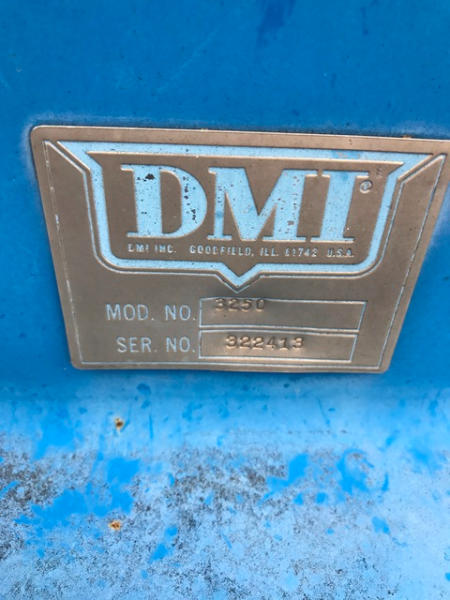 DMI®
DMI INC. GOODFIELD, ILL. 61742 U.S.A.
MOD. NO. 3250
SER. NO. 322413